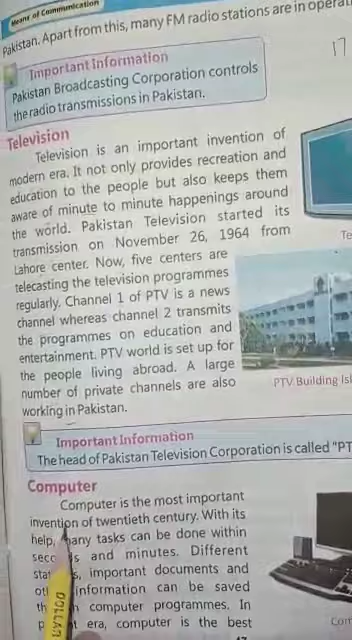 Means of Communication
Pakistan. Apart from this, many FM radio stations are in
17
Important Information
Pakistan Broadcasting Corporation controls
the radio transmissions in Pakistan.
Television
Television is an important invention of
modern era. It not only provides recreation and
education to the people but also keeps them
aware of minute to minute happenings around
the world. Pakistan Television started its
transmission on November 26, 1964 from
Lahore center. Now, five centers are
telecasting the television programmes
regularly. Channel 1 of PTV is a news
channel whereas channel 2 transmits
the programmes on education and
entertainment. PTV world is set up for
the people living abroad. A large
number of private channels are also
working in Pakistan.
PTV Building
Important Information
The head of Pakistan Television Corporation is called
Computer
Computer is the most important
invention of twentieth century. With its
help, many tasks can be done within
and minutes. Different
important documents and
information can be saved
computer programmes. In
era, computer is the best